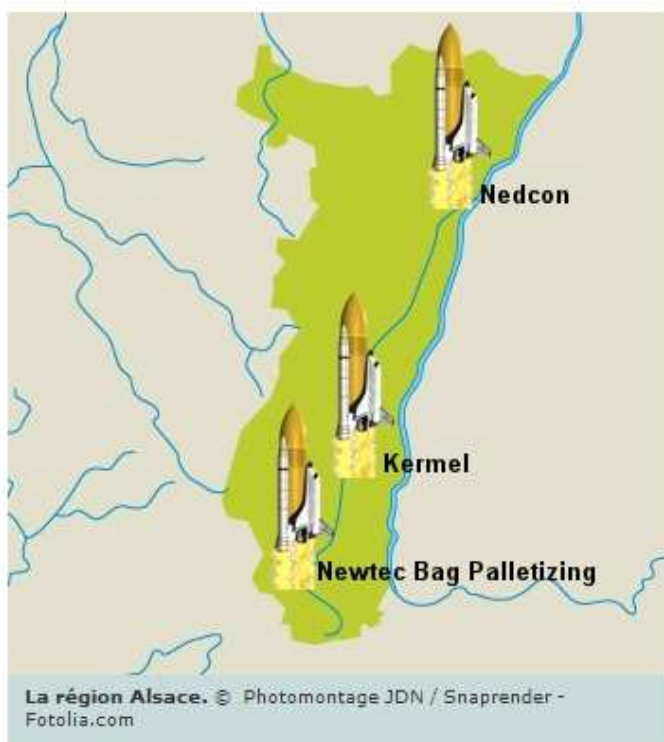 Nedcon
Kermel
Newtec Bag Palletizing
La région Alsace. © Photomontage JDN / Snaprender -
Fotolia.com